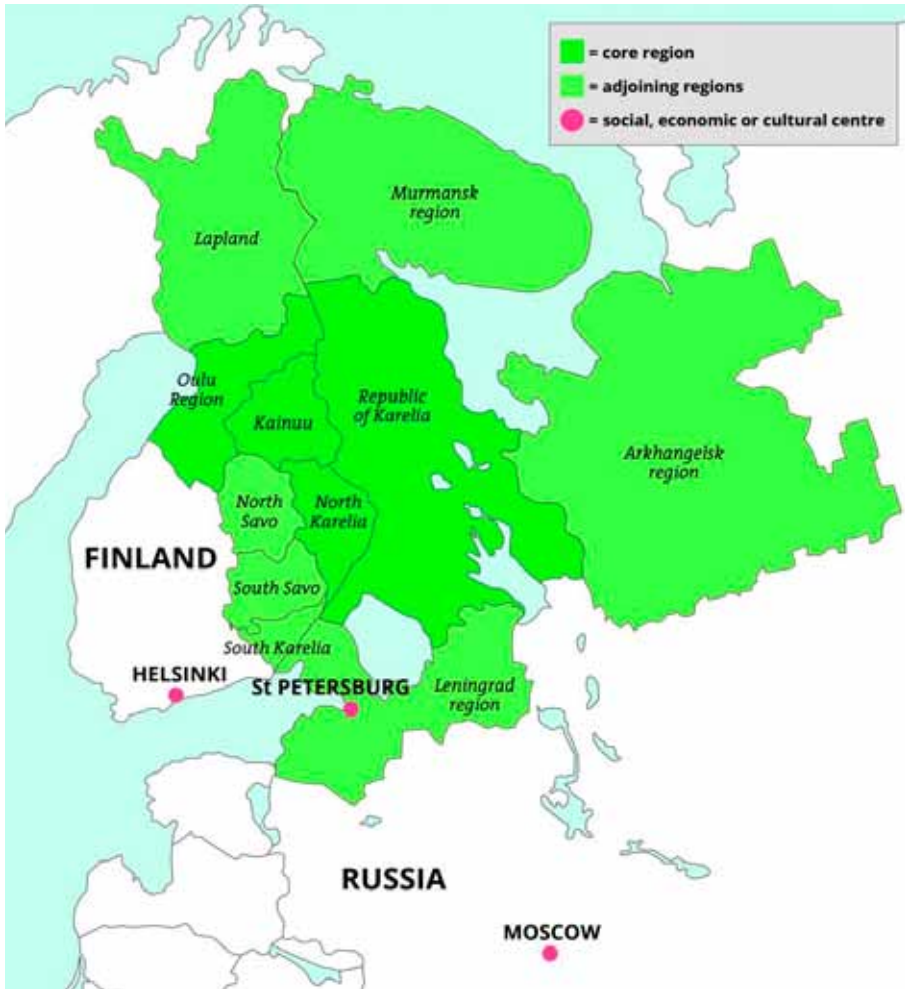 = core region
= adjoining regions
= social, economic or cultural centre
Murmansk
region
Lapland
Oulu
Region
Kainuu
Republic
of Karelia
Arkhangelsk
region
North
Savo
North
Karelia
FINLAND
South Savo
South Karelia
HELSINKI
St PETERSBURG
Leningrad
region
RUSSIA
MOSCOW